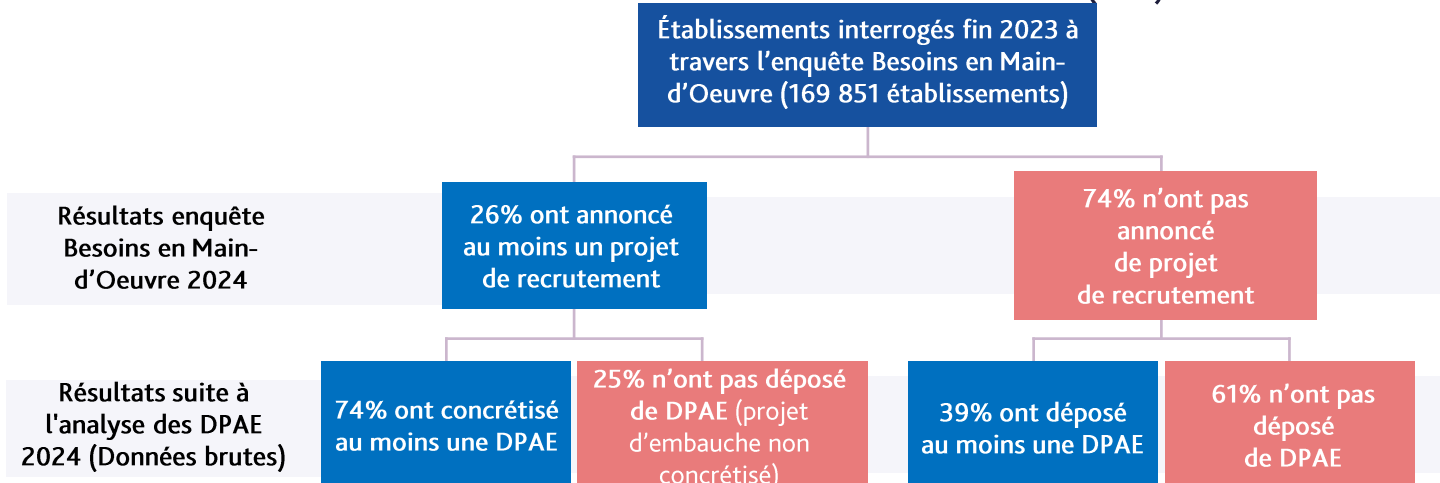 Établissements interrogés fin 2023 à
travers l’enquête Besoins en Main-
d’Oeuvre (169 851 établissements)
Résultats enquête
Besoins en Main-
d’Oeuvre 2024
26% ont annoncé
au moins un projet
de recrutement
74% n’ont pas
annoncé
de projet
de recrutement
Résultats suite à
l'analyse des DPAE
2024 (Données brutes)
74% ont concrétisé
au moins une DPAE
25% n’ont pas déposé
de DPAE (projet
d’embauche non
concrétisé)
39% ont déposé
au moins une DPAE
61% n’ont pas
déposé
de DPAE